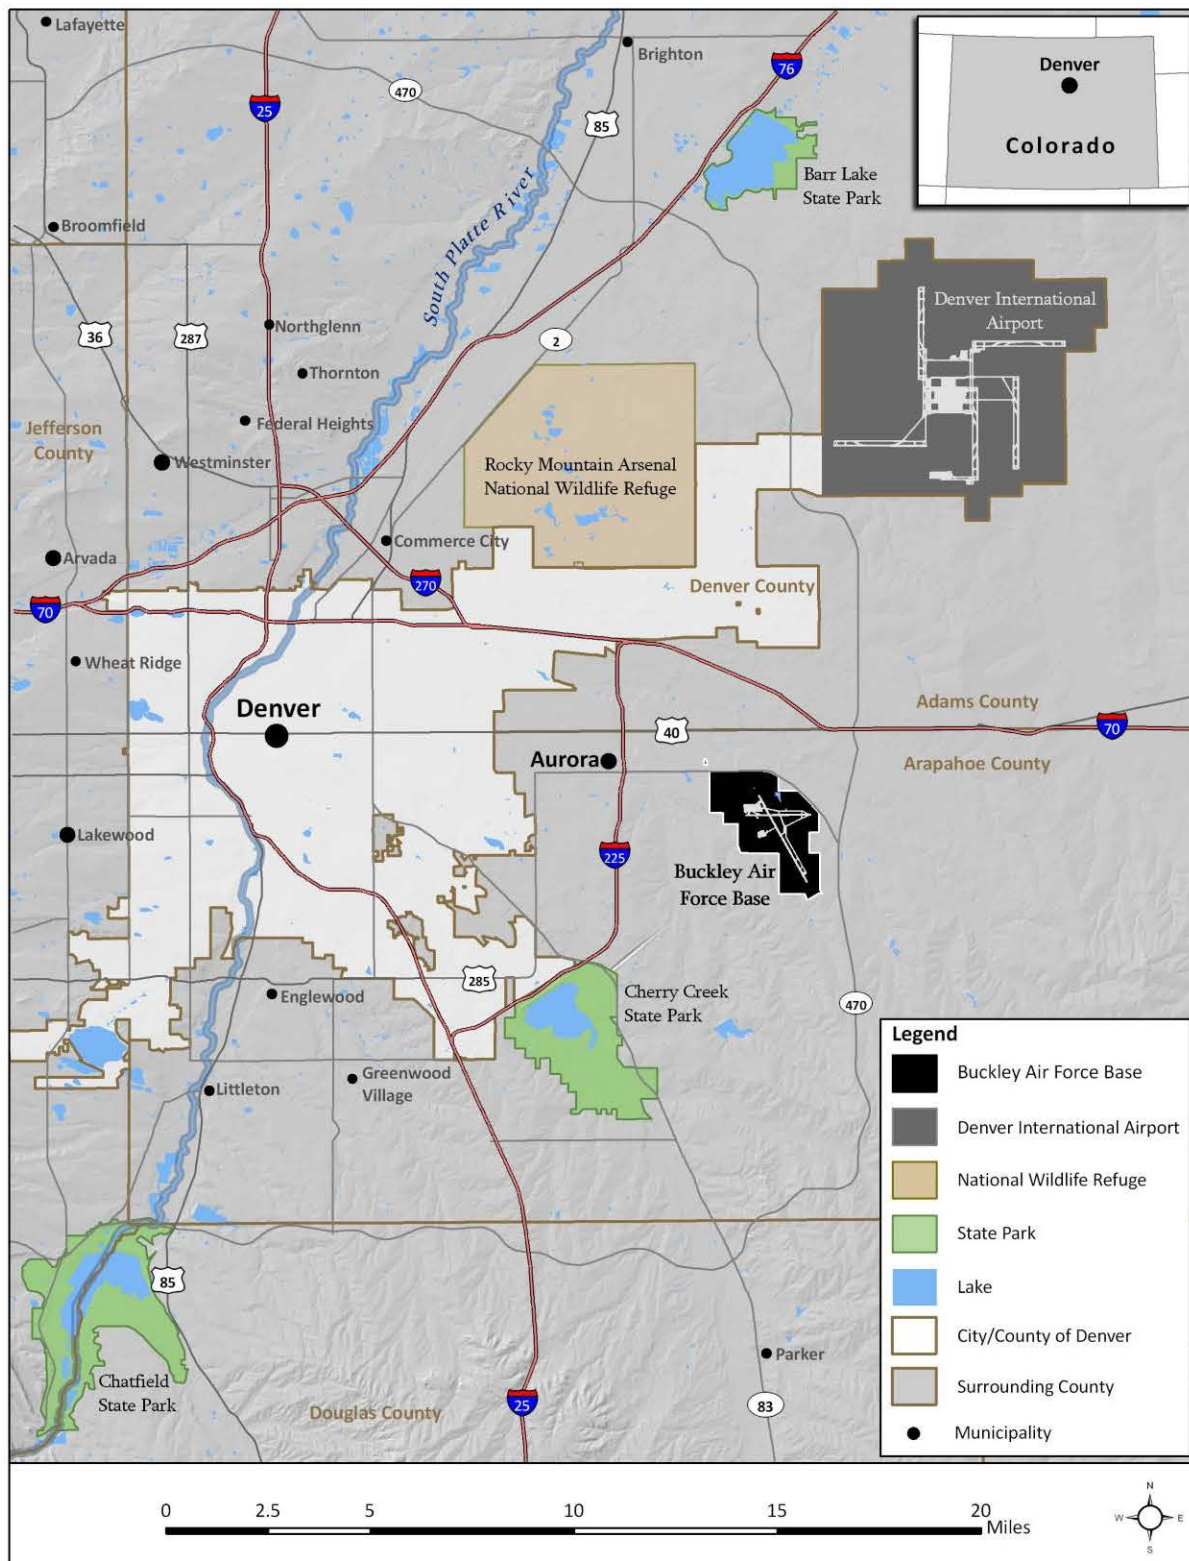 Lafayette
Brighton
76
Denver
Colorado
25
470
85
Barr Lake
State Park
Broomfield
South Platte River
Denver International
Airport
36
287
Northglenn
2
Thornton
Federal Heights
Jefferson
County
Westminster
Rocky Mountain Arsenal
National Wildlife Refuge
Commerce City
Arvada
270
Denver County
70
Wheat Ridge
Denver
Adams County
40
70
Aurora
Arapahoe County
Lakewood
225
Buckley Air
Force Base
285
Englewood
Cherry Creek
State Park
470
Greenwood
Village
Littleton
Legend
Buckley Air Force Base
Denver International Airport
National Wildlife Refuge
State Park
Lake
City/County of Denver
Surrounding County
Municipality
85
Parker
Chatfield
State Park
Douglas County
25
83
0 2.5 5 10 15 20
Miles
N
W E
S